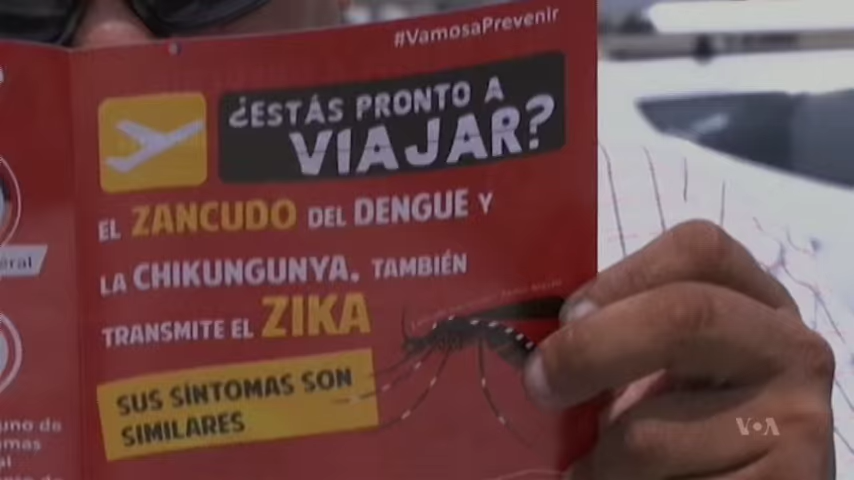 #VamosaPrevenir
¿ESTÁS PRONTO A
VIAJAR?
EL ZANCUDO DEL DENGUE Y
LA CHIKUNGUNYA. TAMBIÉN
TRANSMITE EL ZIKA
SUS SÍNTOMAS SON
SIMILARES
VOA